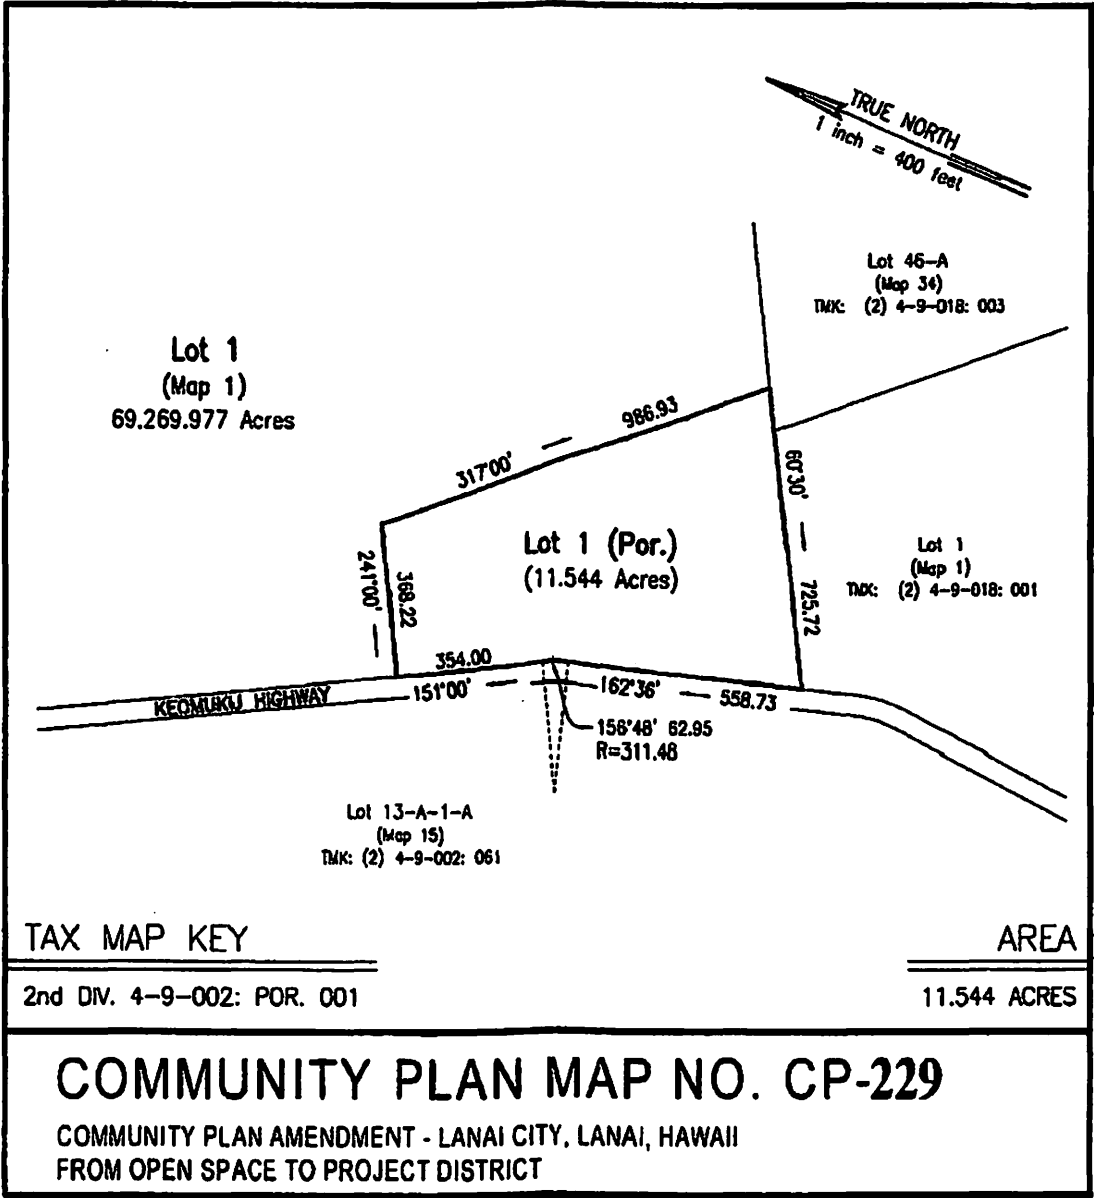 TRUE NORTH
1 inch = 400 feet
Lot 46-A
(Map 34)
TMK: (2) 4-9-018: 003
Lot 1
(Map 1)
69.269.977 Acres
986.93
317°00'
60°30'
725.72
Lot 1 (Por.)
(11.544 Acres)
Lot 1
(Map 1)
TMK: (2) 4-9-018: 001
241°00'
368.22
354.00
151°00'
162°36'
558.73
KEOMUKU HIGHWAY
156°48' 62.95
R=311.48
Lot 13-A-1-A
(Map 15)
TMK: (2) 4-9-002: 061
TAX MAP KEY
AREA
2nd DIV. 4-9-002: POR. 001
11.544 ACRES
COMMUNITY PLAN MAP NO. CP-229
COMMUNITY PLAN AMENDMENT - LANAI CITY, LANAI, HAWAII
FROM OPEN SPACE TO PROJECT DISTRICT